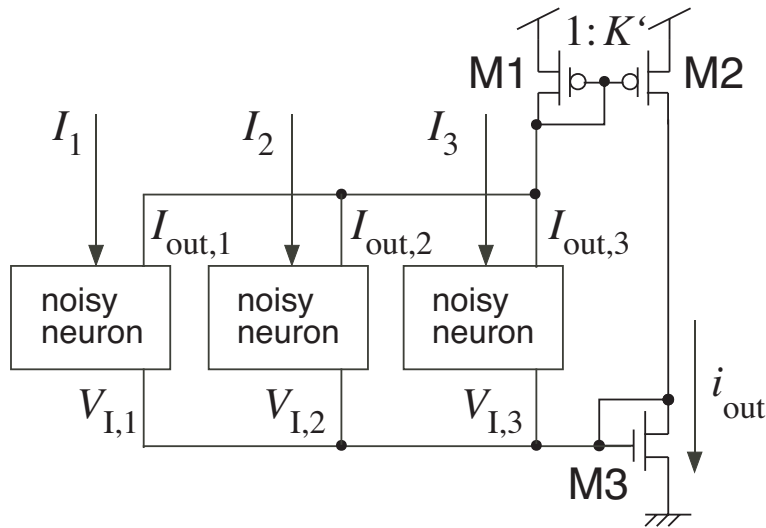 1: K‘
M1
M2
I1
I2
I3
Iout,1
Iout,2
Iout,3
noisy
neuron
noisy
neuron
noisy
neuron
VI,1
VI,2
VI,3
iout
M3